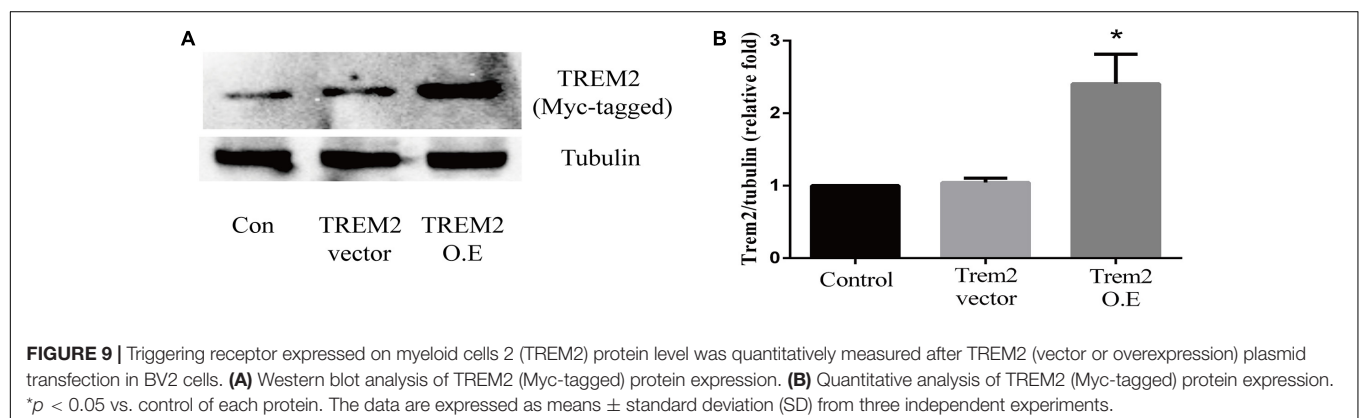 A
TREM2
(Myc-tagged)
Tubulin
Con
TREM2
vector
TREM2
O.E
B
Trem2/tubulin (relative fold)
3
2
1
0
*
Control
Trem2
vector
Trem2
O.E
FIGURE 9 | Triggering receptor expressed on myeloid cells 2 (TREM2) protein level was quantitatively measured after TREM2 (vector or overexpression) plasmid
transfection in BV2 cells. (A) Western blot analysis of TREM2 (Myc-tagged) protein expression. (B) Quantitative analysis of TREM2 (Myc-tagged) protein expression.
*p < 0.05 vs. control of each protein. The data are expressed as means ± standard deviation (SD) from three independent experiments.